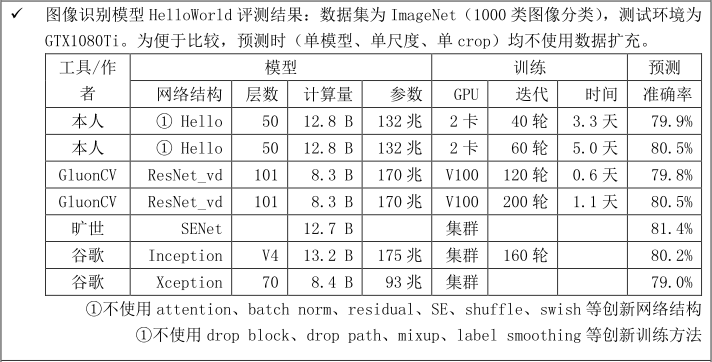 ✓ 图像识别模型 HelloWorld 评测结果：数据集为 ImageNet（1000 类图像分类），测试环境为
GTX1080Ti。为便于比较，预测时（单模型、单尺度、单 crop）均不使用数据扩充。
工具/作者 模型 训练 预测
网络结构 层数 计算量 参数 GPU 迭代 时间 准确率
本人 ① Hello 50 12.8 B 132 兆 2 卡 40 轮 3.3 天 79.9%
本人 ① Hello 50 12.8 B 132 兆 2 卡 60 轮 5.0 天 80.5%
GluonCV ResNet_vd 101 8.3 B 170 兆 V100 120 轮 0.6 天 79.8%
GluonCV ResNet_vd 101 8.3 B 170 兆 V100 200 轮 1.1 天 80.5%
旷世 SENet 12.7 B 集群 81.4%
谷歌 Inception V4 13.2 B 175 兆 集群 160 轮 80.2%
谷歌 Xception 70 8.4 B 93 兆 集群 79.0%
①不使用 attention、batch norm、residual、SE、shuffle、swish 等创新网络结构
①不使用 drop block、drop path、mixup、label smoothing 等创新训练方法